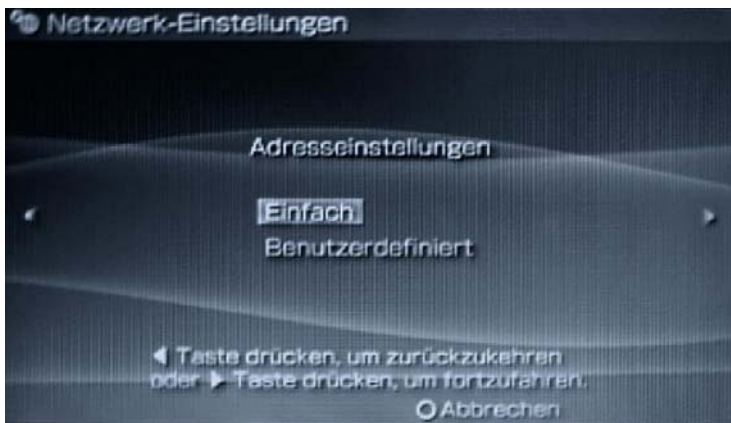 Netzwerk-Einstellungen
Adresseinstellungen
Einfach
Benutzerdefiniert
◀ Taste drücken, um zurückzukehren
oder ▶ Taste drücken, um fortzufahren.
○ Abbrechen